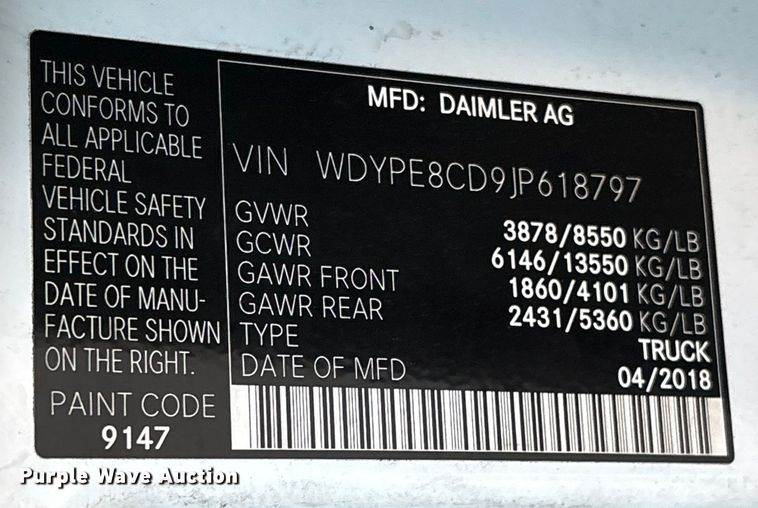 THIS VEHICLE
CONFORMS TO
ALL APPLICABLE
FEDERAL
VEHICLE SAFETY
STANDARDS IN
EFFECT ON THE
DATE OF MANU-
FACTURE SHOWN
ON THE RIGHT.
PAINT CODE
9147
MFD: DAIMLER AG
VIN WDYPE8CD9JP618797
GVWR 3878/8550 KG/LB
GCWR 6146/13550 KG/LB
GAWR FRONT 1860/4101 KG/LB
GAWR REAR 2431/5360 KG/LB
TYPE TRUCK
DATE OF MFD 04/2018
Purple Wave Auction